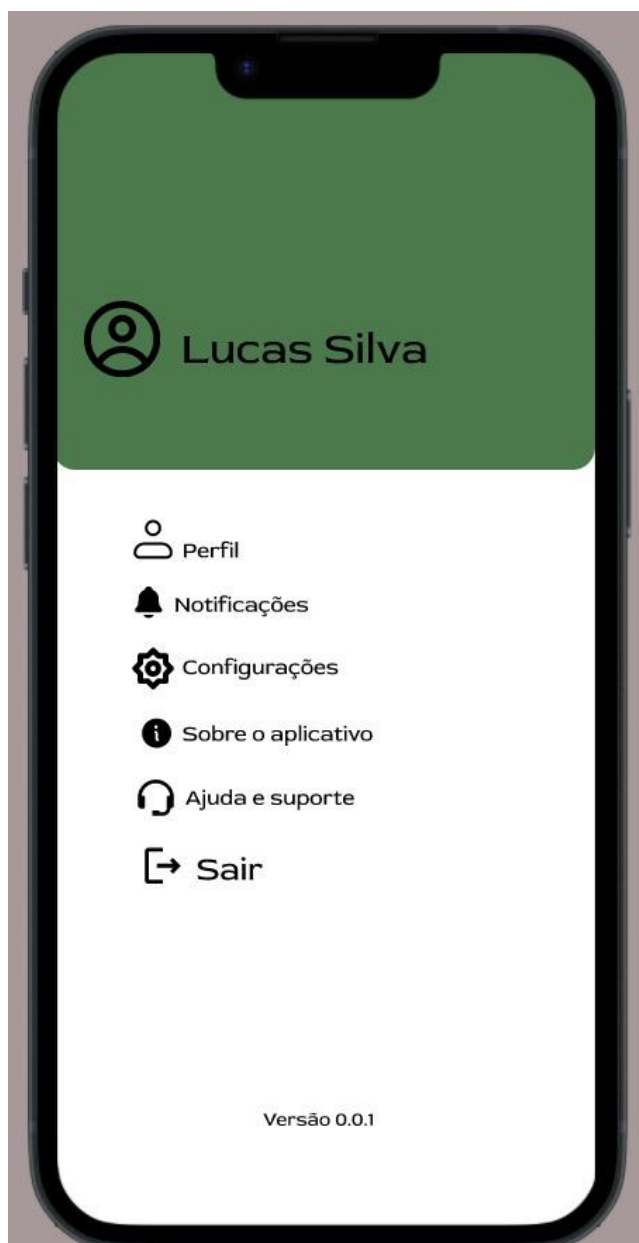 Lucas Silva
Perfil
Notificações
Configurações
Sobre o aplicativo
Ajuda e suporte
Sair
Versão 0.0.1